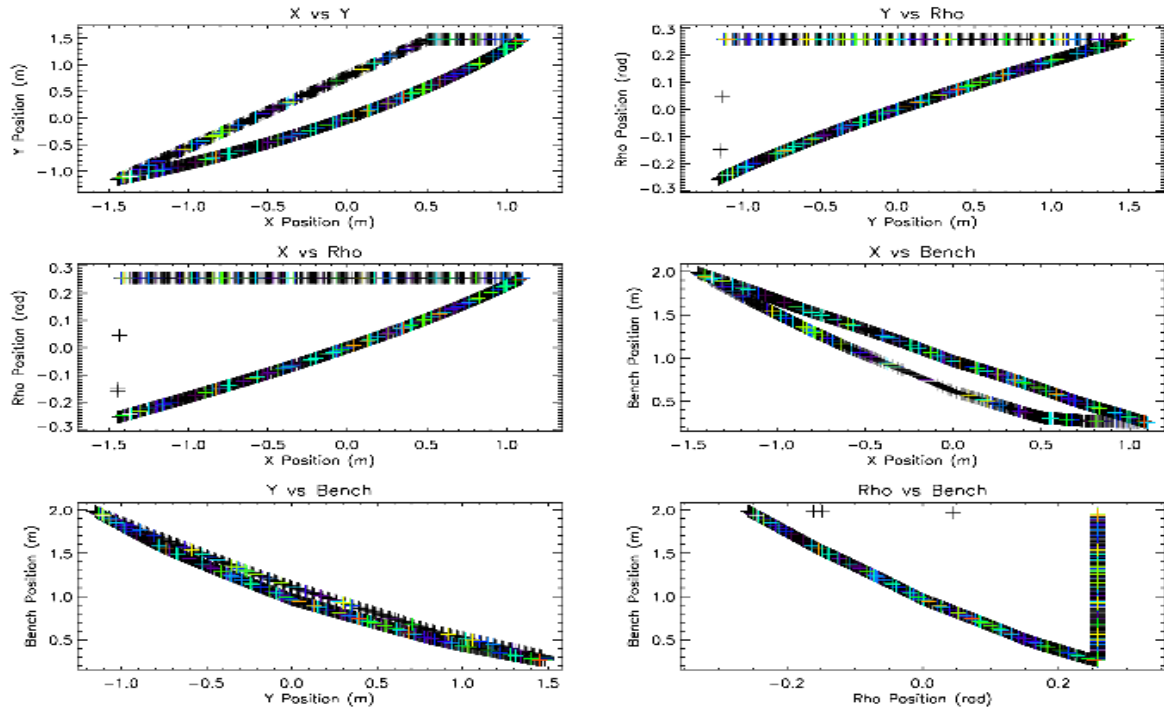 X vs Y
Y Position (m)
1.5
1.0
0.5
0.0
−0.5
−1.0
−1.5 −1.0 −0.5 0.0 0.5 1.0
X Position (m)
Y vs Rho
Rho Position (rad)
0.3
0.2
0.1
0.0
−0.1
−0.2
−0.3
−1.0 −0.5 0.0 0.5 1.0 1.5
Y Position (m)
X vs Rho
Rho Position (rad)
0.3
0.2
0.1
0.0
−0.1
−0.2
−0.3
−1.5 −1.0 −0.5 0.0 0.5 1.0
X Position (m)
X vs Bench
Bench Position (m)
2.0
1.5
1.0
0.5
−1.5 −1.0 −0.5 0.0 0.5 1.0
X Position (m)
Y vs Bench
Bench Position (m)
2.0
1.5
1.0
0.5
−1.0 −0.5 0.0 0.5 1.0 1.5
Y Position (m)
Rho vs Bench
Bench Position (m)
2.0
1.5
1.0
0.5
−0.2 0.0 0.2
Rho Position (rad)